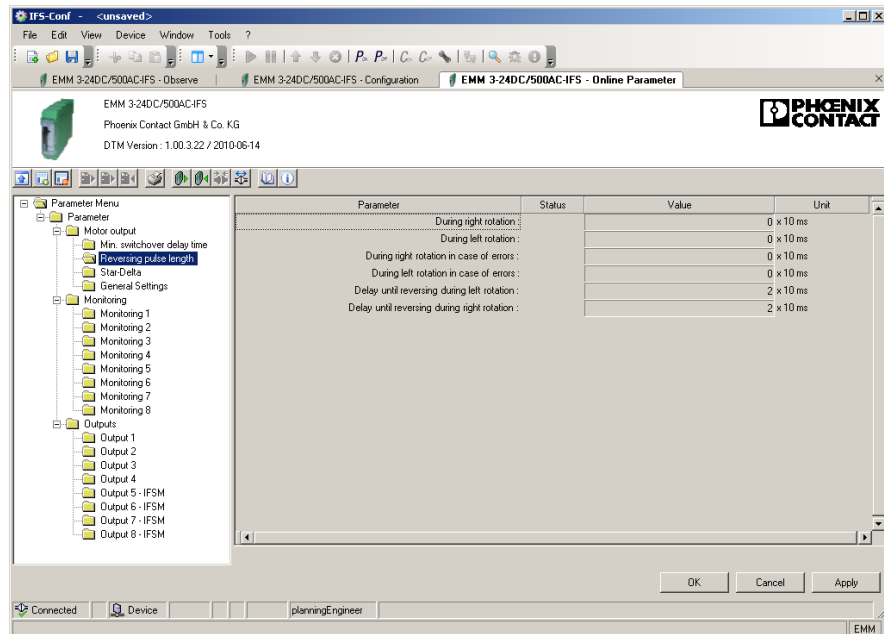 IFS-Conf - <unsaved>
File Edit View Device Window Tools ?
EMM 3-24DC/500AC-IFS - Observe
EMM 3-24DC/500AC-IFS - Configuration
EMM 3-24DC/500AC-IFS - Online Parameter
EMM 3-24DC/500AC-IFS
Phoenix Contact GmbH & Co. KG
DTM Version : 1.00.3.22 / 2010-06-14
PHŒNIX
CONTACT
Parameter Menu
Parameter
Motor output
Min. switchover delay time
Reversing pulse length
Star-Delta
General Settings
Monitoring
Monitoring 1
Monitoring 2
Monitoring 3
Monitoring 4
Monitoring 5
Monitoring 6
Monitoring 7
Monitoring 8
Outputs
Output 1
Output 2
Output 3
Output 4
Output 5 - IFSM
Output 6 - IFSM
Output 7 - IFSM
Output 8 - IFSM
Parameter Status Value Unit
During right rotation : 0 x 10 ms
During left rotation : 0 x 10 ms
During right rotation in case of errors : 0 x 10 ms
During left rotation in case of errors : 0 x 10 ms
Delay until reversing during left rotation : 2 x 10 ms
Delay until reversing during right rotation : 2 x 10 ms
OK Cancel Apply
Connected Device planningEngineer
EMM